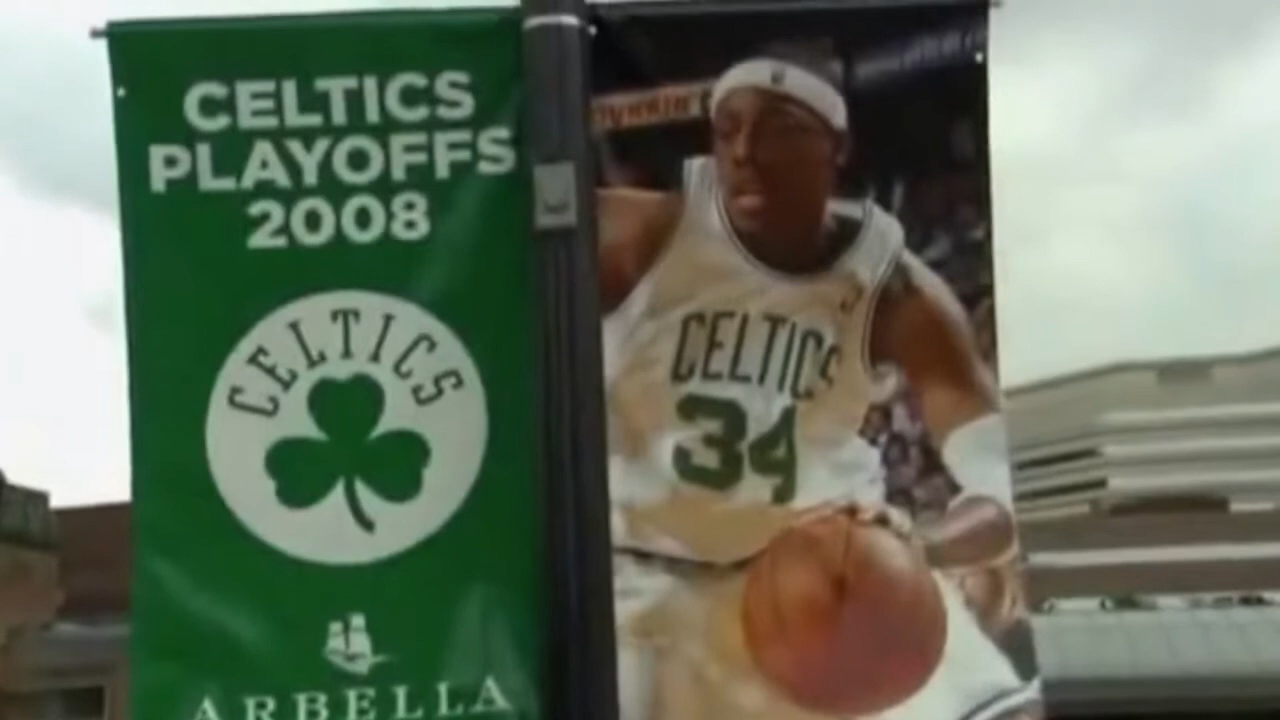 CELTICS
PLAYOFFS
2008
CELTICS
ARBELLA
CELTICS
34